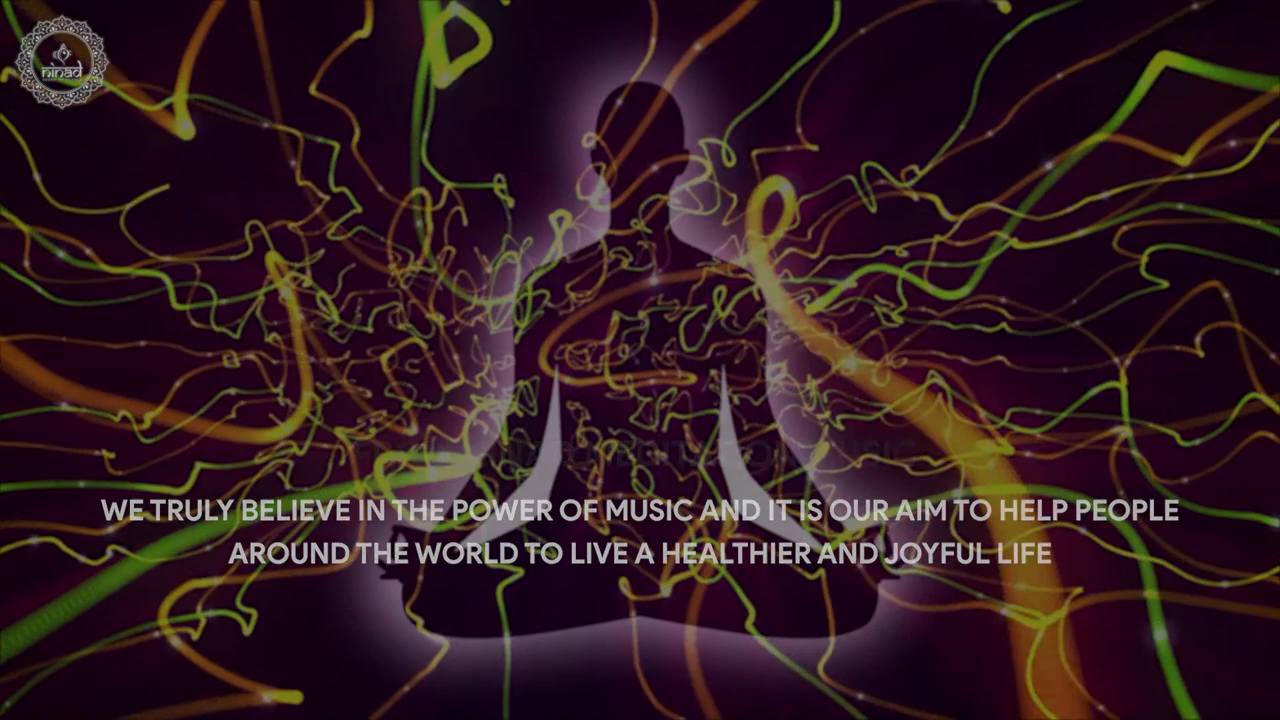 ninad
WE TRULY BELIEVE IN THE POWER OF MUSIC AND IT IS OUR AIM TO HELP PEOPLE
AROUND THE WORLD TO LIVE A HEALTHIER AND JOYFUL LIFE